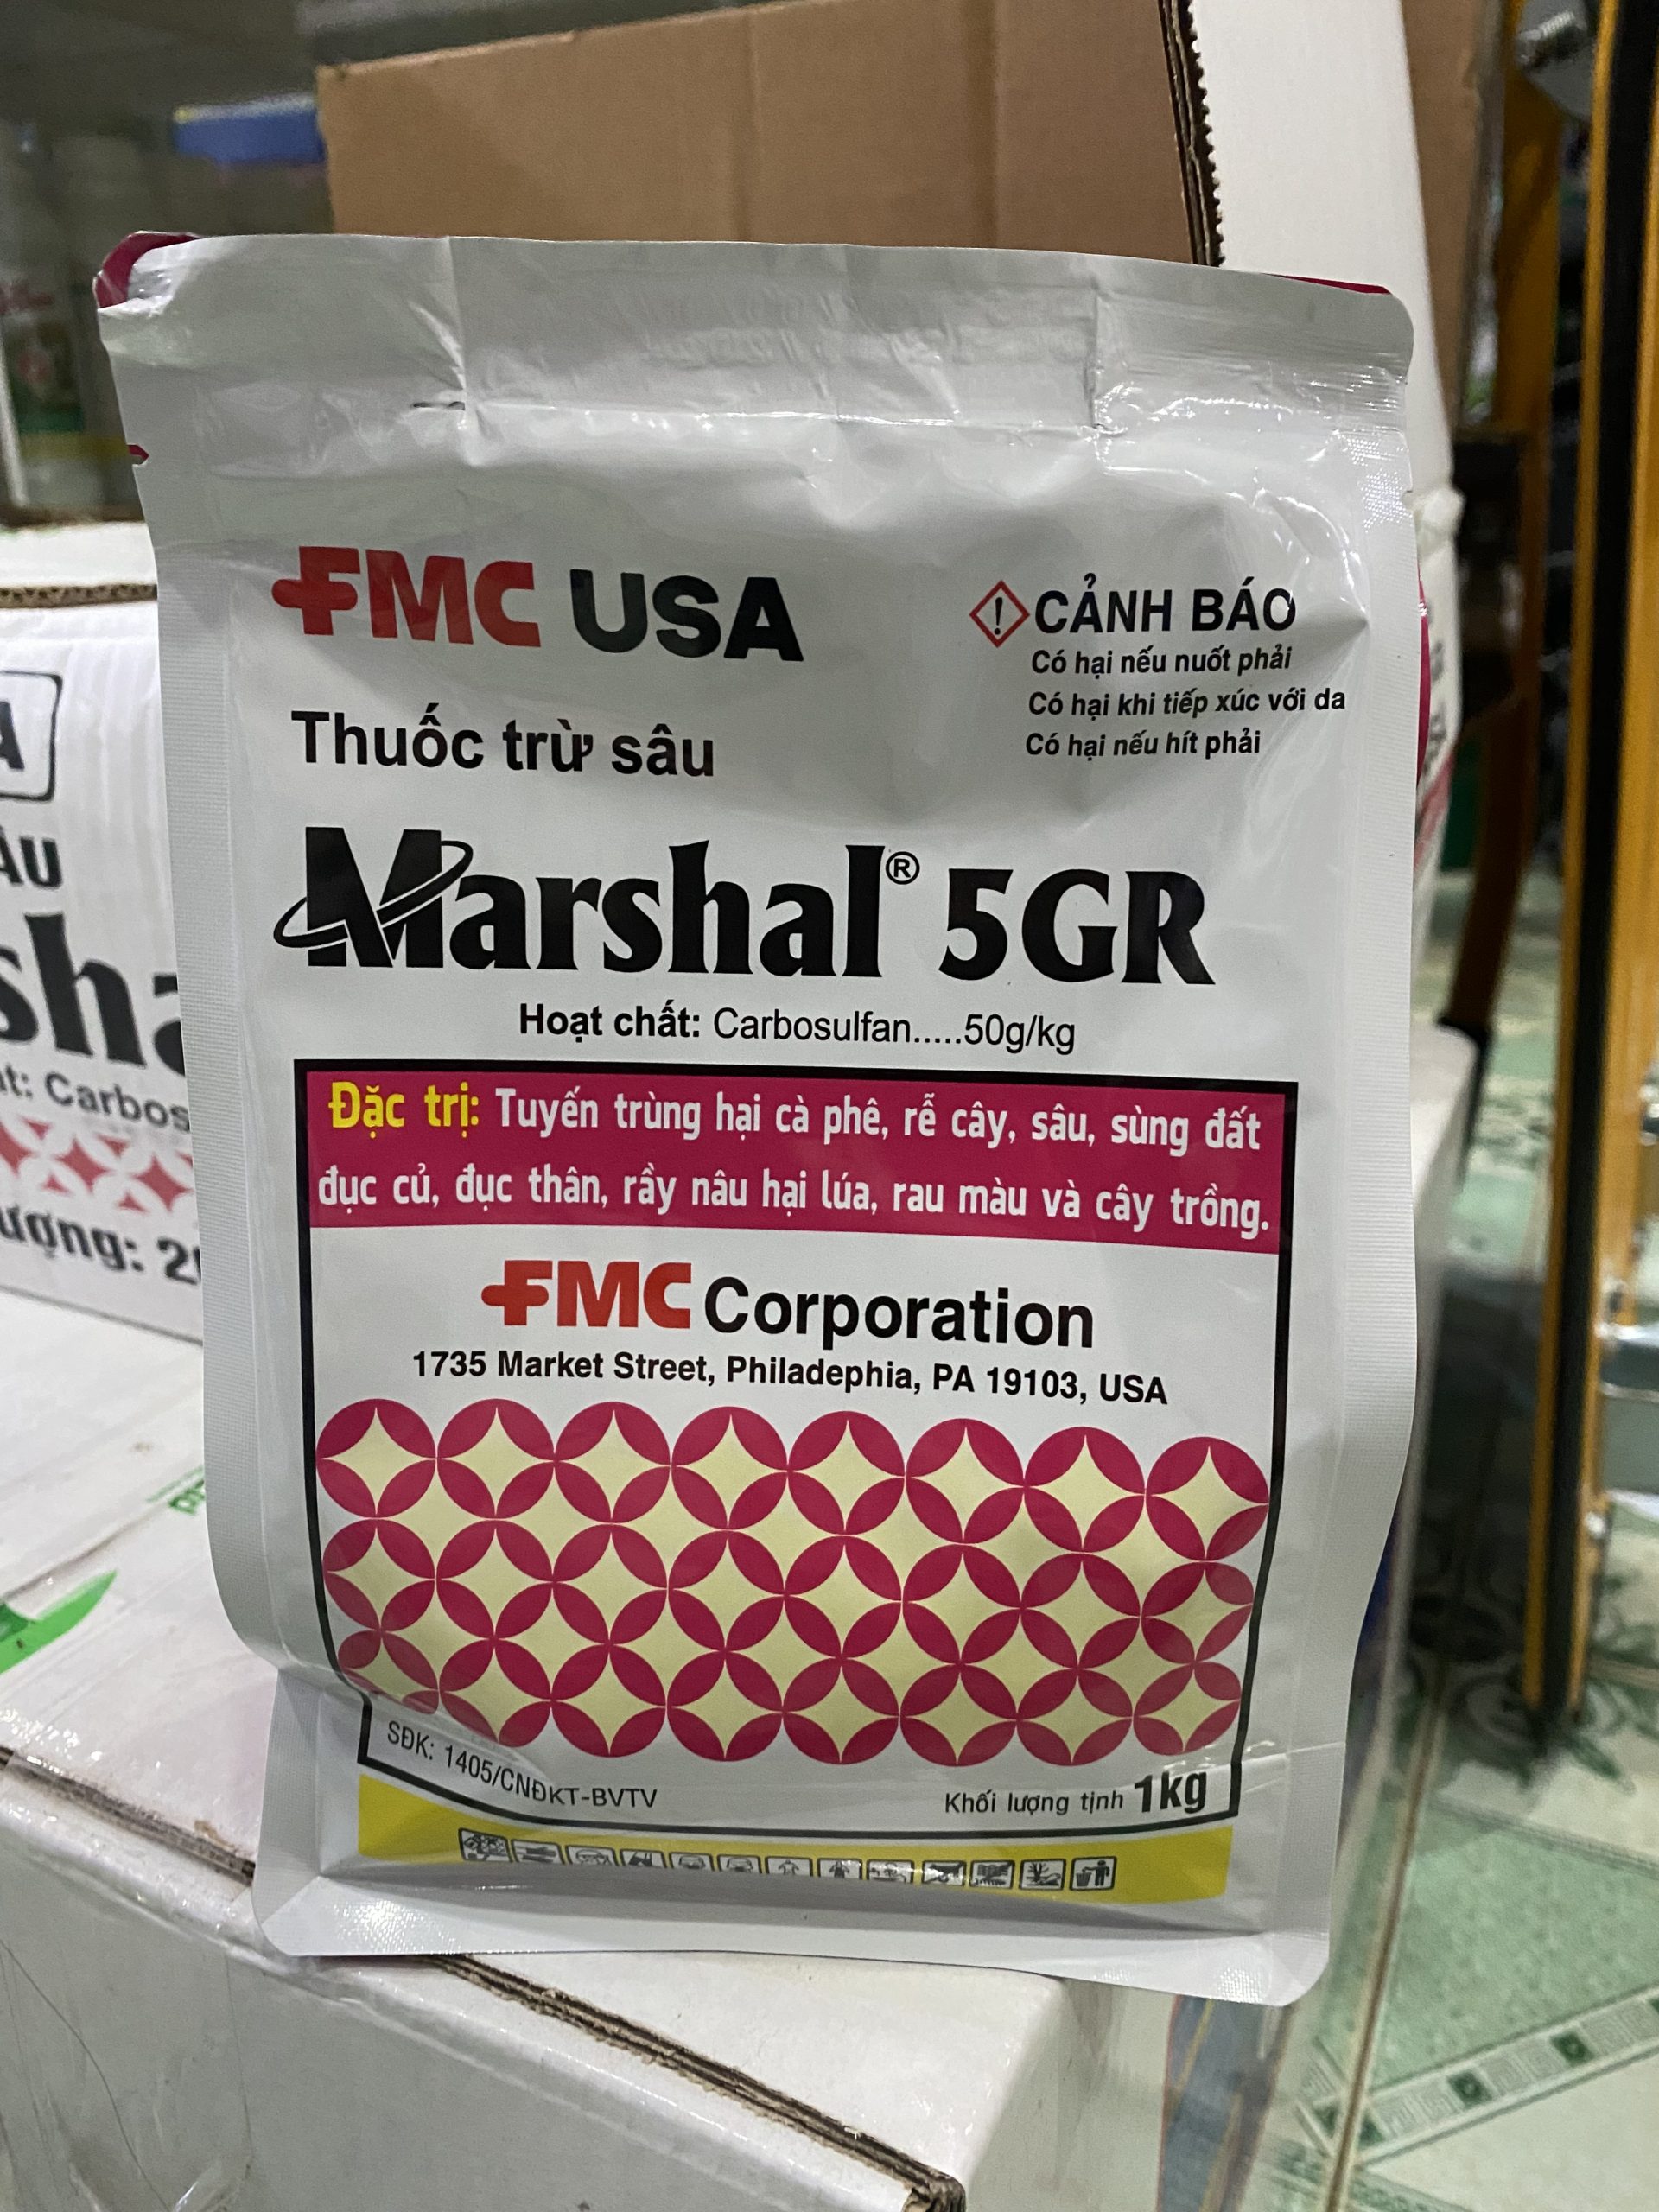 FMC USA
CẢNH BÁO
Có hại nếu nuốt phải
Có hại khi tiếp xúc với da
Có hại nếu hít phải
Thuốc trừ sâu
Marshal® 5GR
Hoạt chất: Carbosulfan.....50g/kg
Đặc trị: Tuyến trùng hại cà phê, rễ cây, sâu, sùng đất
đục củ, đục thân, rầy nâu hại lúa, rau màu và cây trồng.
FMC Corporation
1735 Market Street, Philadephia, PA 19103, USA
SĐK: 1405/CNĐKT-BVTV
Khối lượng tịnh 1kg